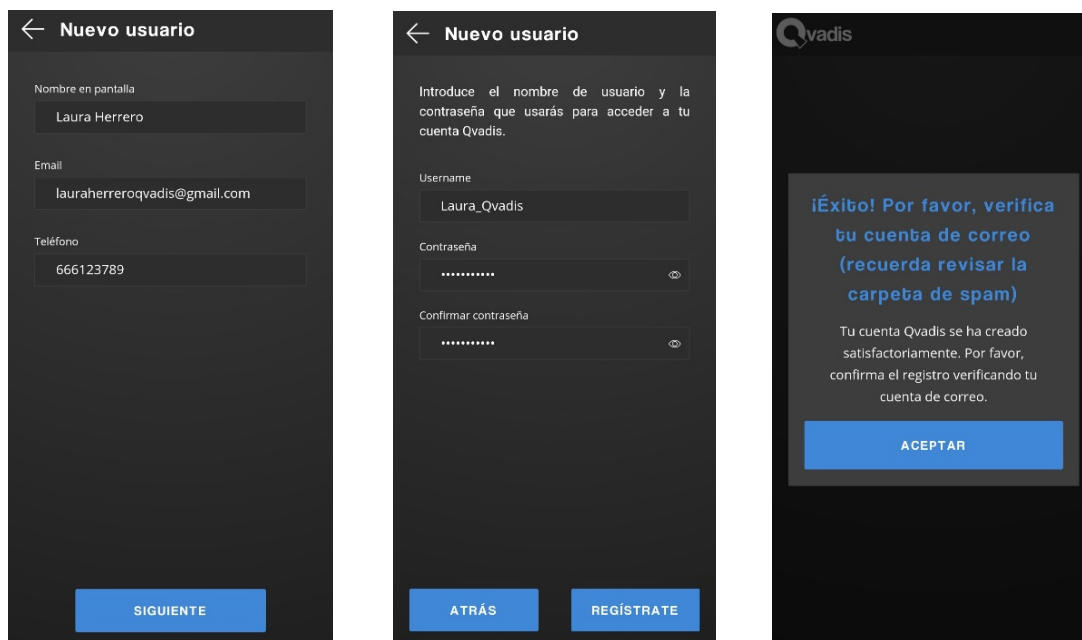 Nuevo usuario
Nombre en pantalla
Laura Herrero
Email
lauraherreroqvadis@gmail.com
Teléfono
666123789
SIGUIENTE
Nuevo usuario
Introduce el nombre de usuario y la
contraseña que usarás para acceder a tu
cuenta Qvadis.
Username
Laura_Qvadis
Contraseña
•••••••••••
Confirmar contraseña
•••••••••••
ATRÁS
REGÍSTRATE
Qvadis
¡Éxito! Por favor, verifica
tu cuenta de correo
(recuerda revisar la
carpeta de spam)
Tu cuenta Qvadis se ha creado
satisfactoriamente. Por favor,
confirma el registro verificando tu
cuenta de correo.
ACEPTAR